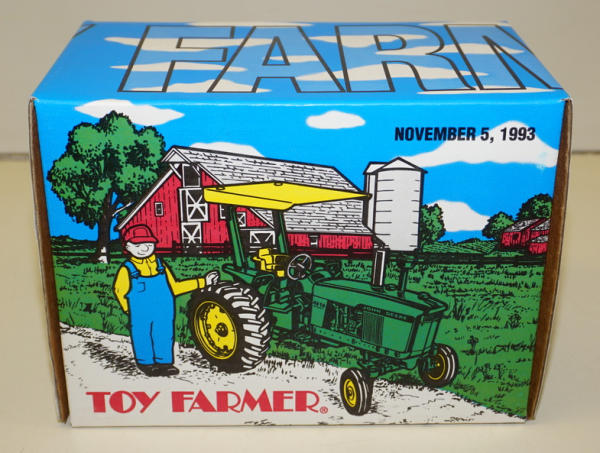 FARM
NOVEMBER 5, 1993
JOHN DEERE
TOY FARMER®